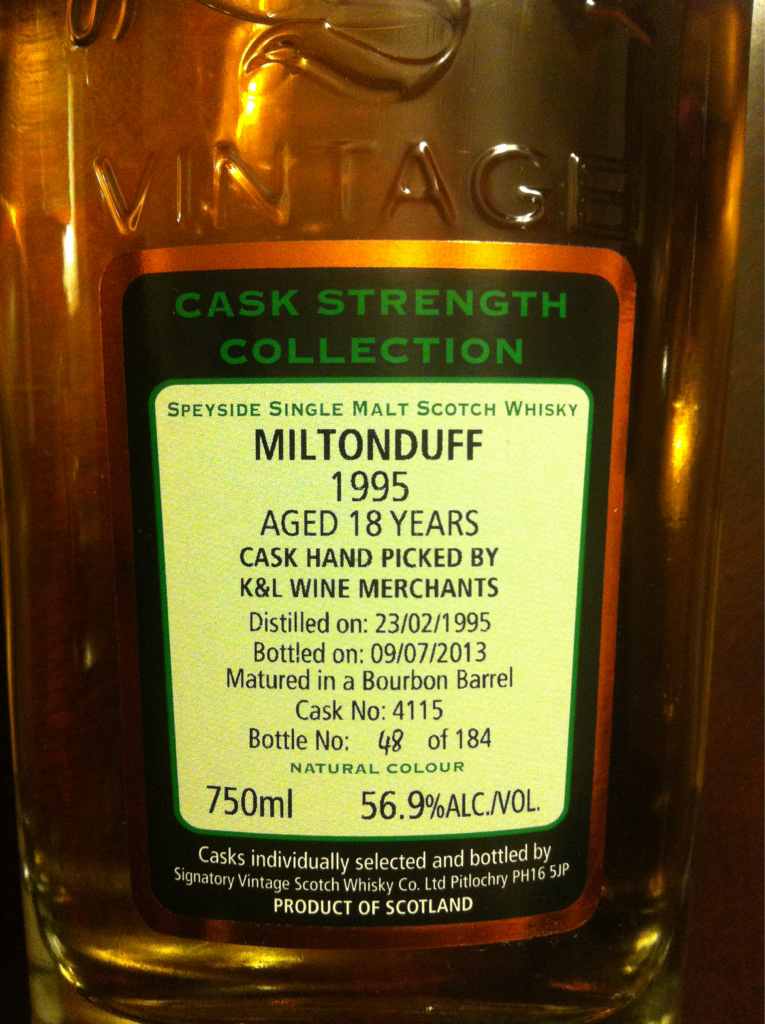 VINTAGE
CASK STRENGTH
COLLECTION
SPEYSIDE SINGLE MALT SCOTCH WHISKY
MILTONDUFF
1995
AGED 18 YEARS
CASK HAND PICKED BY
K&L WINE MERCHANTS
Distilled on: 23/02/1995
Bottled on: 09/07/2013
Matured in a Bourbon Barrel
Cask No: 4115
Bottle No: 48 of 184
NATURAL COLOUR
750ml 56.9%ALC./VOL.
Casks individually selected and bottled by
Signatory Vintage Scotch Whisky Co. Ltd Pitlochry PH16 5JP
PRODUCT OF SCOTLAND